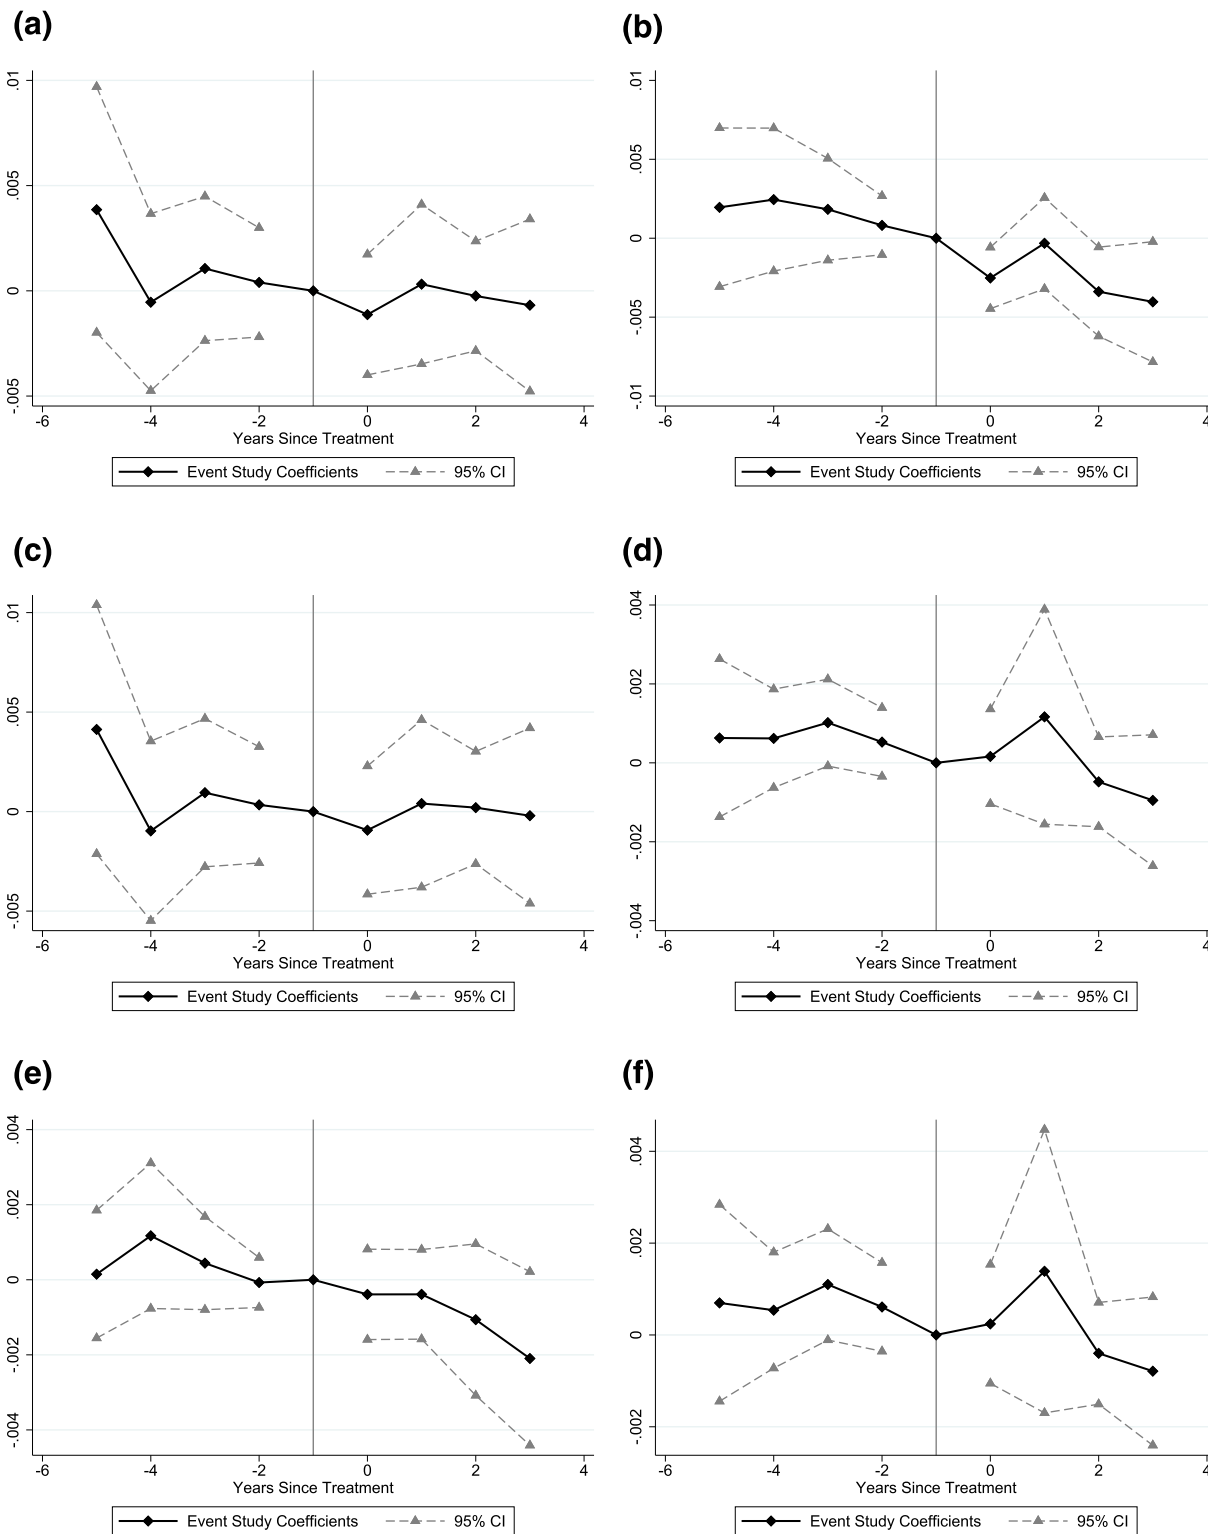 (a)
.01
.005
0
-.005
-6 -4 -2 0 2 4
Years Since Treatment
Event Study Coefficients 95% CI
(b)
.01
.005
0
-.005
-.01
-6 -4 -2 0 2 4
Years Since Treatment
Event Study Coefficients 95% CI
(c)
.01
.005
0
-.005
-6 -4 -2 0 2 4
Years Since Treatment
Event Study Coefficients 95% CI
(d)
.004
.002
0
-.002
-.004
-6 -4 -2 0 2 4
Years Since Treatment
Event Study Coefficients 95% CI
(e)
.004
.002
0
-.002
-.004
-6 -4 -2 0 2 4
Years Since Treatment
Event Study Coefficients 95% CI
(f)
.004
.002
0
-.002
-6 -4 -2 0 2 4
Years Since Treatment
Event Study Coefficients 95% CI